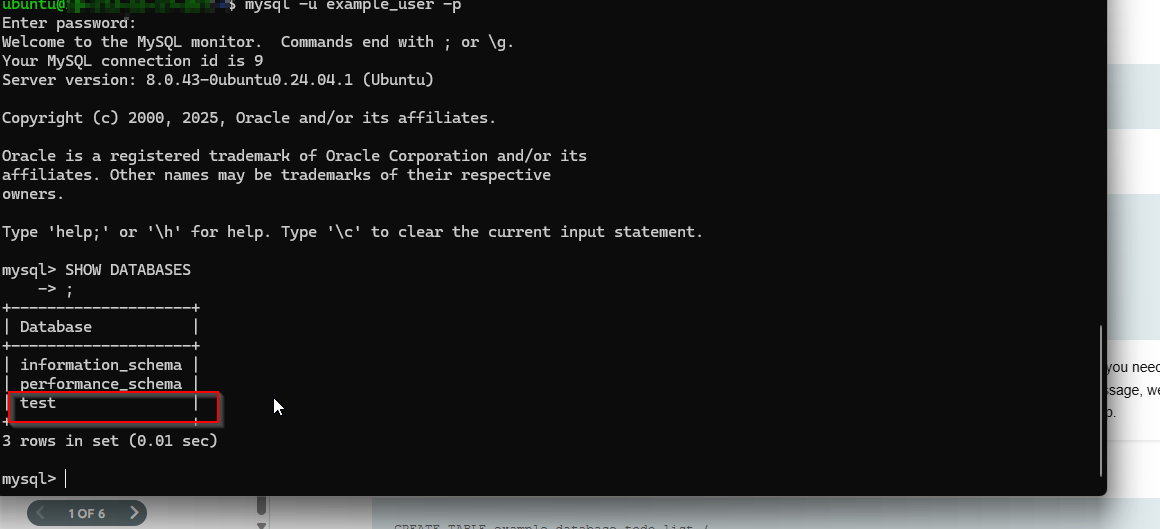 ubuntu@ $ mysql -u example_user -p
Enter password:
Welcome to the MySQL monitor.  Commands end with ; or \g.
Your MySQL connection id is 9
Server version: 8.0.43-0ubuntu0.24.04.1 (Ubuntu)
Copyright (c) 2000, 2025, Oracle and/or its affiliates.
Oracle is a registered trademark of Oracle Corporation and/or its
affiliates. Other names may be trademarks of their respective
owners.
Type 'help;' or '\h' for help. Type '\c' to clear the current input statement.
mysql> SHOW DATABASES
    -> ;
+--------------------+
| Database           |
+--------------------+
| information_schema |
| performance_schema |
| test               |
+                    +
3 rows in set (0.01 sec)
mysql>
you need
ssage, we
p.
1 OF 6
CREATE TABLE example_database.todo_list (